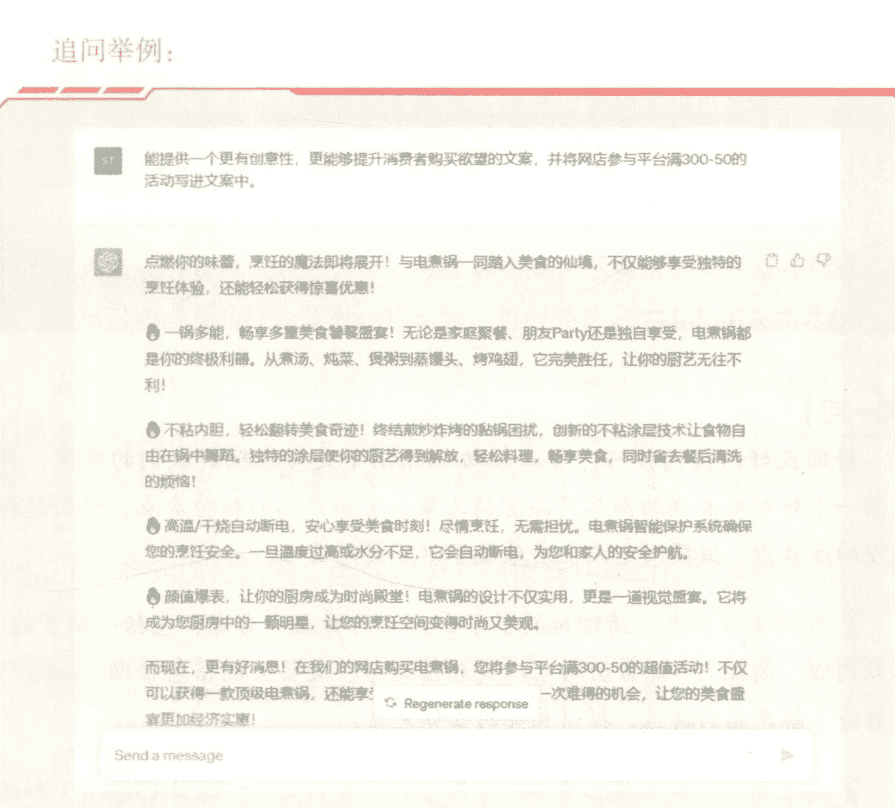 追问举例:
ST
能提供一个更有创意性,更能够提升消费者购买欲望的文案,并将网店参与平台满300-50的
活动写进文案中。
点燃你的味蕾,烹饪的魔法即将展开!与电煮锅一同踏入美食的仙境,不仅能够享受独特的
烹饪体验,还能轻松获得惊喜优惠!
一锅多能,畅享多重美食饕餮盛宴!无论是家庭聚餐、朋友Party还是独自享受,电煮锅都
是你的终极利器。从煮汤、炖菜、煲粥到蒸馒头、烤鸡翅,它完美胜任,让你的厨艺无往不
利!
不粘内胆,轻松翻转美食奇迹!终结煎炒炸烤的黏锅困扰,创新的不粘涂层技术让食物自
由在锅中舞蹈。独特的涂层使你的厨艺得到解放,轻松料理,畅享美食,同时省去餐后清洗
的烦恼!
高温/干烧自动断电,安心享受美食时刻!尽情烹饪,无需担忧。电煮锅智能保护系统确保
您的烹饪安全。一旦温度过高或水分不足,它会自动断电,为您和家人的安全护航。
颜值爆表,让你的厨房成为时尚殿堂!电煮锅的设计不仅实用,更是一道视觉盛宴。它将
成为您厨房中的一颗明星,让您的烹饪空间变得时尚又美观。
而现在,更有好消息!在我们的网店购买电煮锅,您将参与平台满300-50的超值活动!不仅
可以获得一款顶级电煮锅,还能享 Regenerate response 一次难得的机会,让您的美食盛
宴更加经济实惠!
Send a message